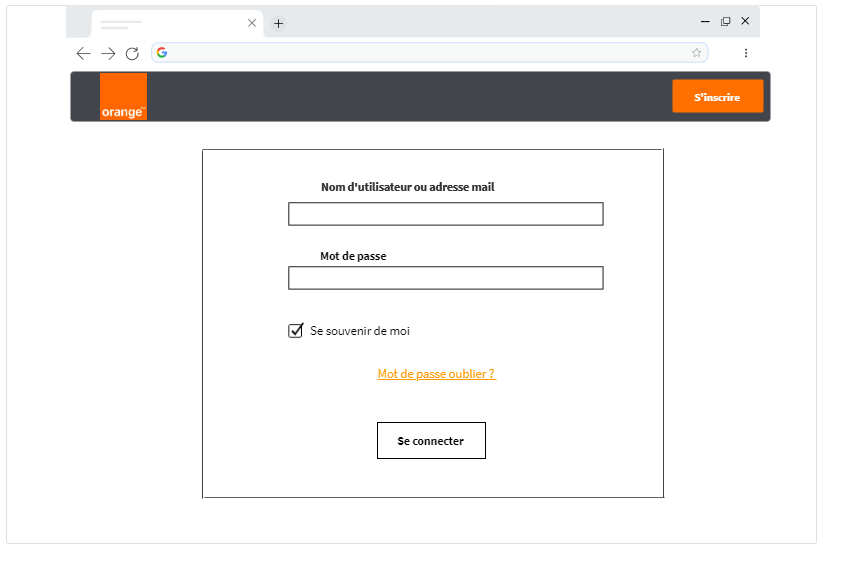 orange™
S'inscrire
Nom d'utilisateur ou adresse mail
Mot de passe
Se souvenir de moi
Mot de passe oublier ?
Se connecter